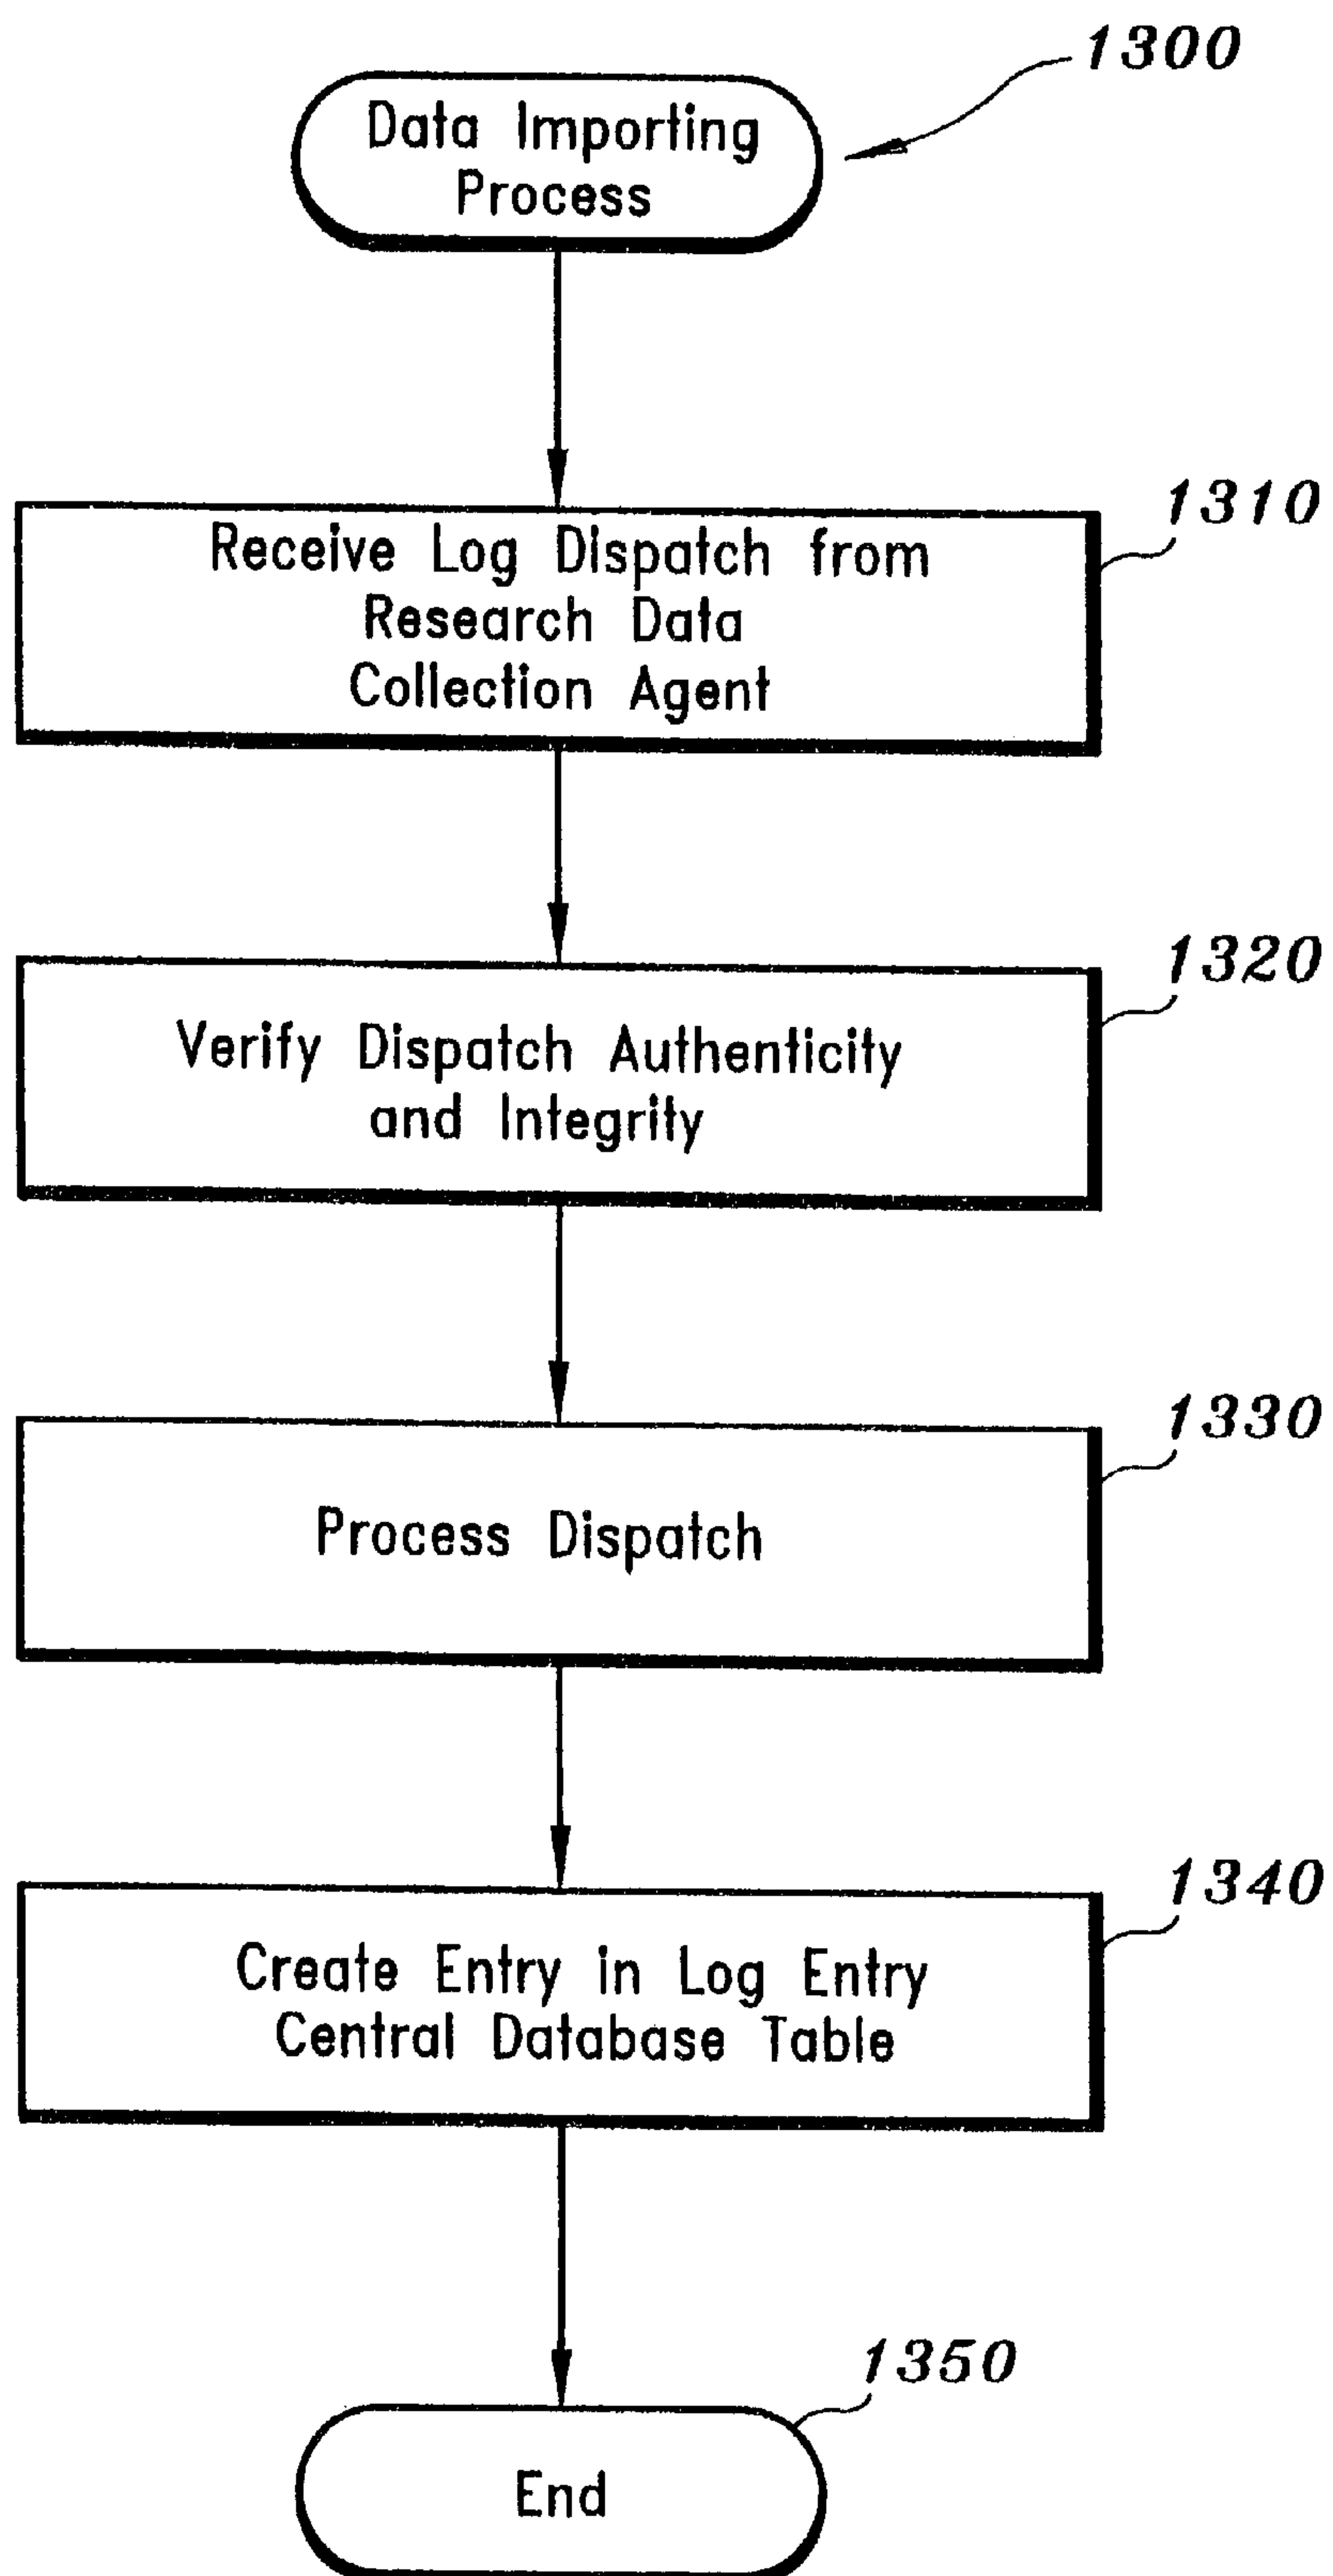 1300
Data Importing
Process
1310
Receive Log Dispatch from
Research Data
Collection Agent
1320
Verify Dispatch Authenticity
and Integrity
1330
Process Dispatch
1340
Create Entry in Log Entry
Central Database Table
1350
End